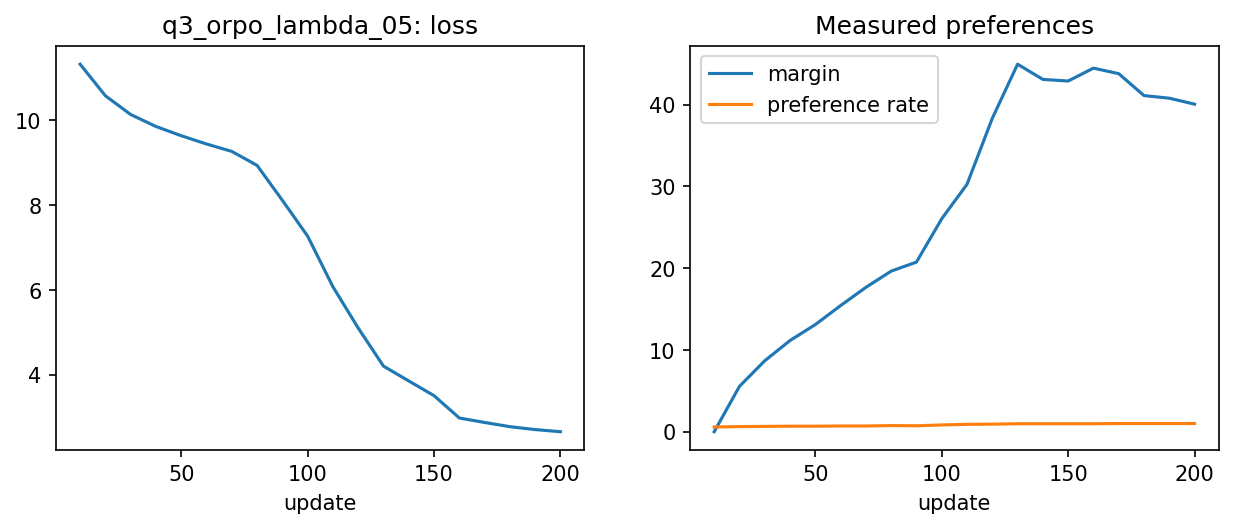 q3_orpo_lambda_05: loss
10
8
6
4
50 100 150 200
update
Measured preferences
margin
preference rate
40
30
20
10
0
50 100 150 200
update